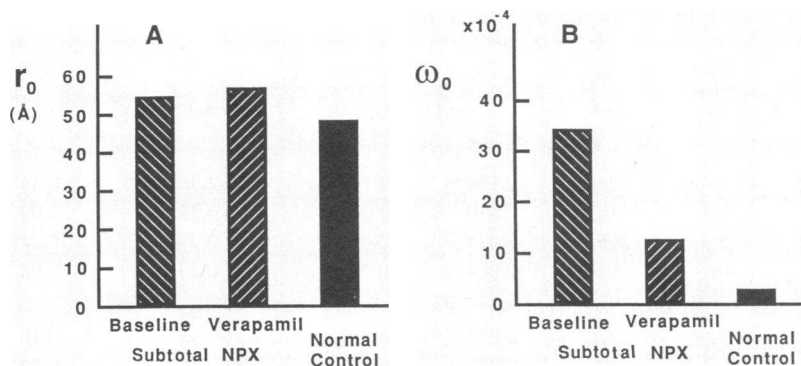 A
r₀
(Å)
60
50
40
30
20
10
0
Baseline Verapamil
Subtotal NPX
Normal
Control
x10⁻⁴
B
ω₀
40
30
20
10
0
Baseline Verapamil
Subtotal NPX
Normal
Control